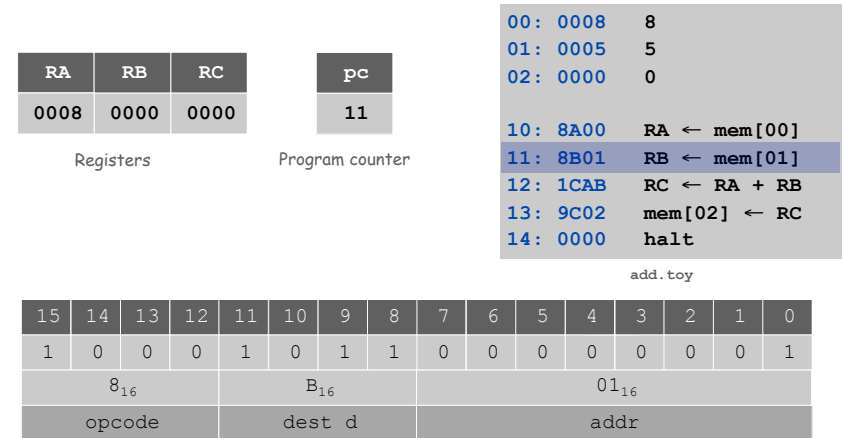 RA RB RC
0008 0000 0000
Registers
pc
11
Program counter
00: 0008 8
01: 0005 5
02: 0000 0
10: 8A00 RA ← mem[00]
11: 8B01 RB ← mem[01]
12: 1CAB RC ← RA + RB
13: 9C02 mem[02] ← RC
14: 0000 halt
add.toy
15 14 13 12 11 10 9 8 7 6 5 4 3 2 1 0
1 0 0 0 1 0 1 1 0 0 0 0 0 0 0 1
8₁₆ B₁₆ 01₁₆
opcode dest d addr